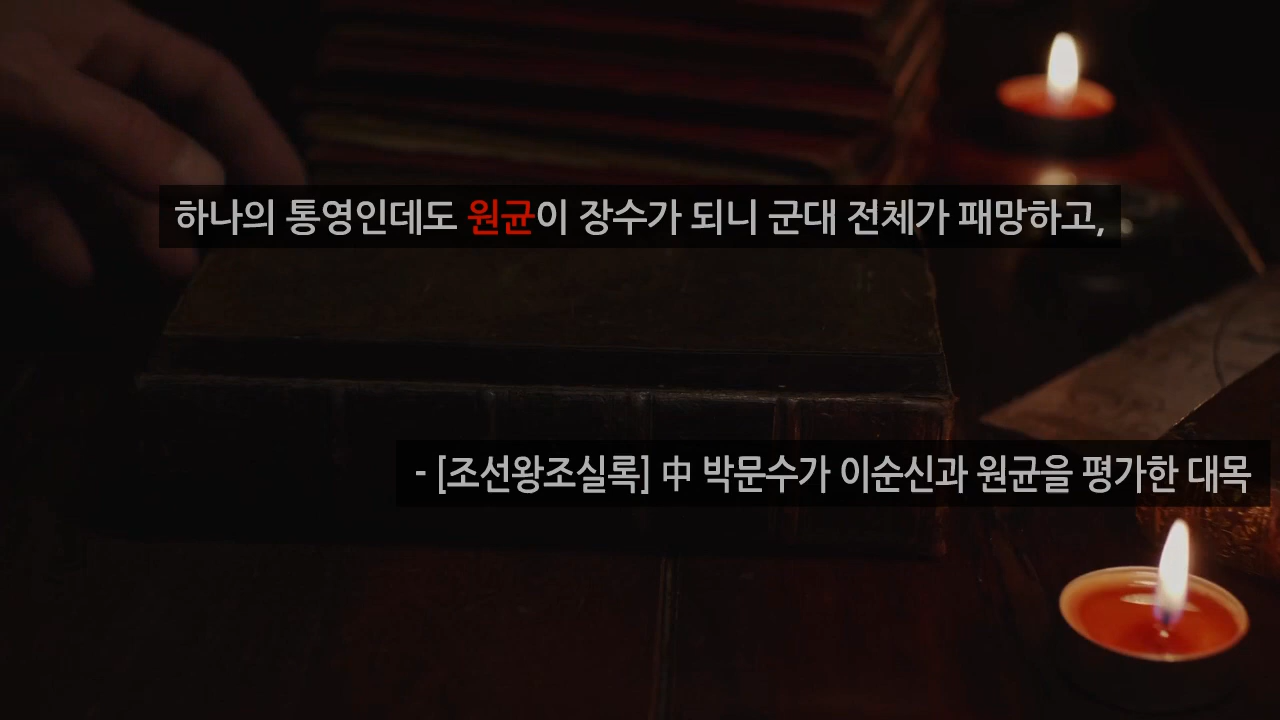 하나의 통영인데도 원균이 장수가 되니 군대 전체가 패망하고,
- [조선왕조실록] 中 박문수가 이순신과 원균을 평가한 대목